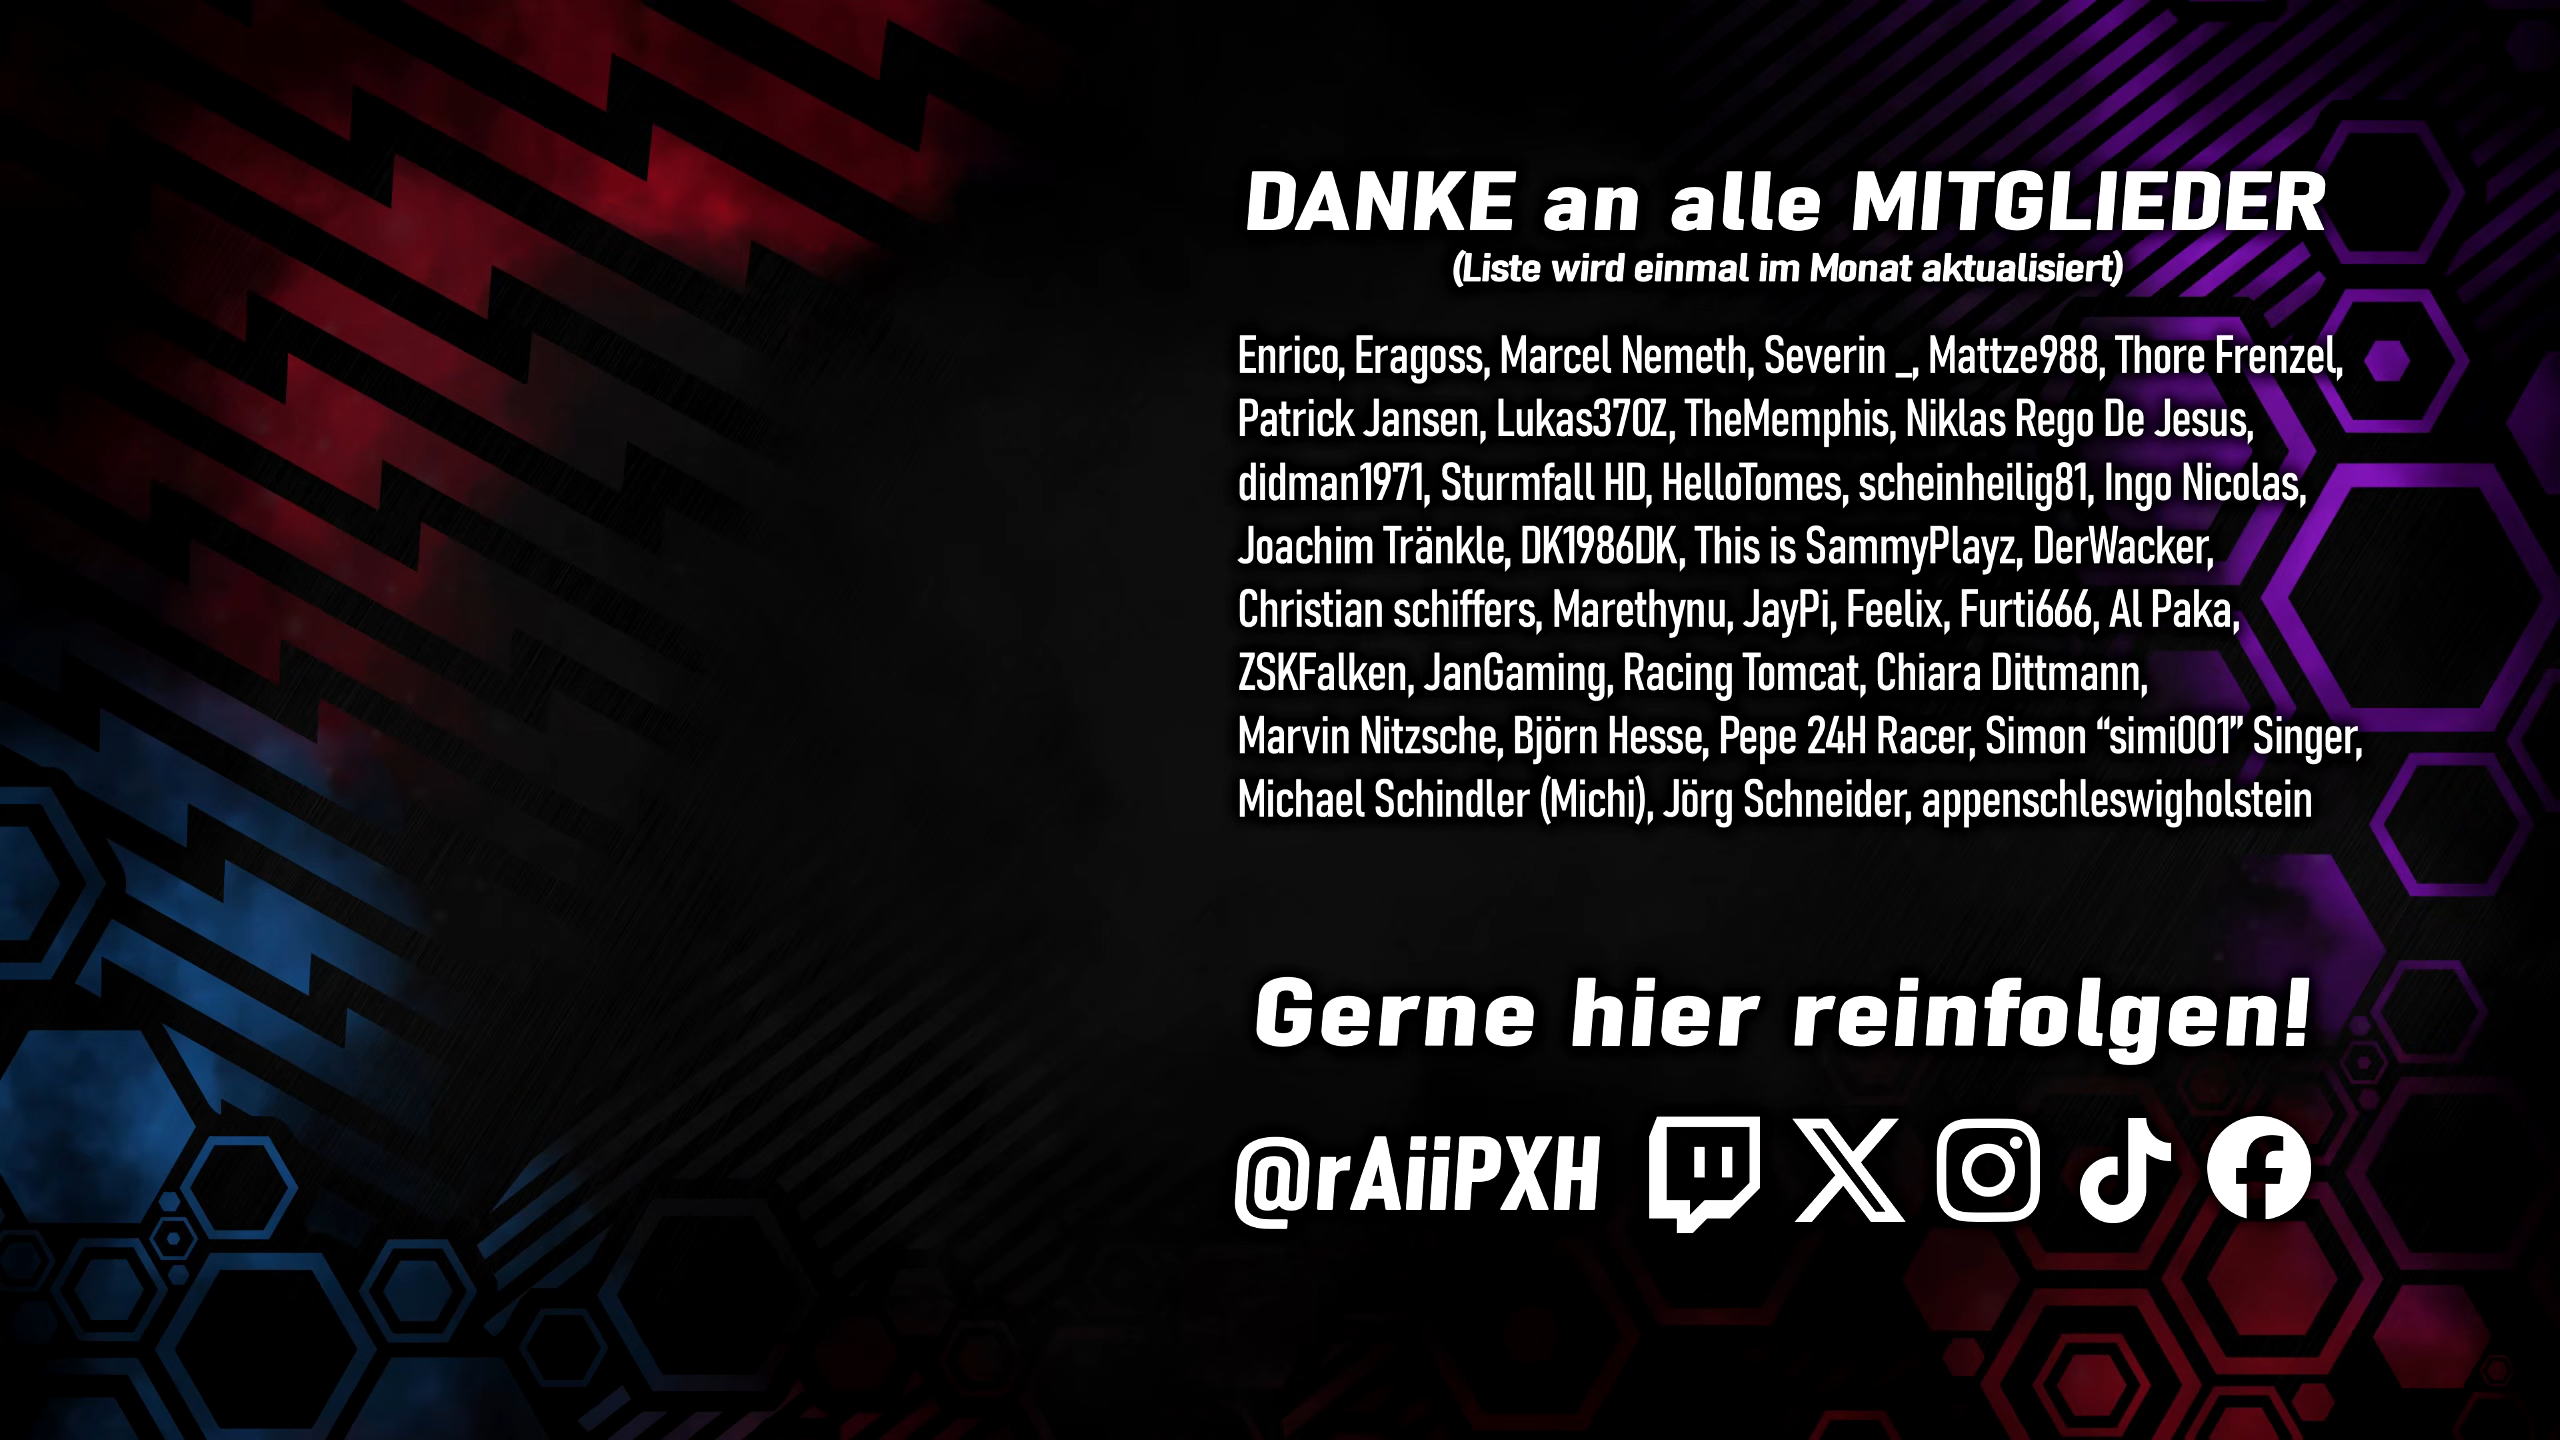 DANKE an alle MITGLIEDER
(Liste wird einmal im Monat aktualisiert)
Enrico, Eragoss, Marcel Nemeth, Severin _, Mattze988, Thore Frenzel,
Patrick Jansen, Lukas370Z, TheMemphis, Niklas Rego De Jesus,
didman1971, Sturmfall HD, HelloTomes, scheinheilig81, Ingo Nicolas,
Joachim Tränkle, DK1986DK, This is SammyPlayz, DerWacker,
Christian schiffers, Marethynu, JayPi, Feelix, Furti666, Al Paka,
ZSKFalken, JanGaming, Racing Tomcat, Chiara Dittmann,
Marvin Nitzsche, Björn Hesse, Pepe 24H Racer, Simon “simi001” Singer,
Michael Schindler (Michi), Jörg Schneider, appenschleswigholstein
Gerne hier reinfolgen!
@rAiiPXH